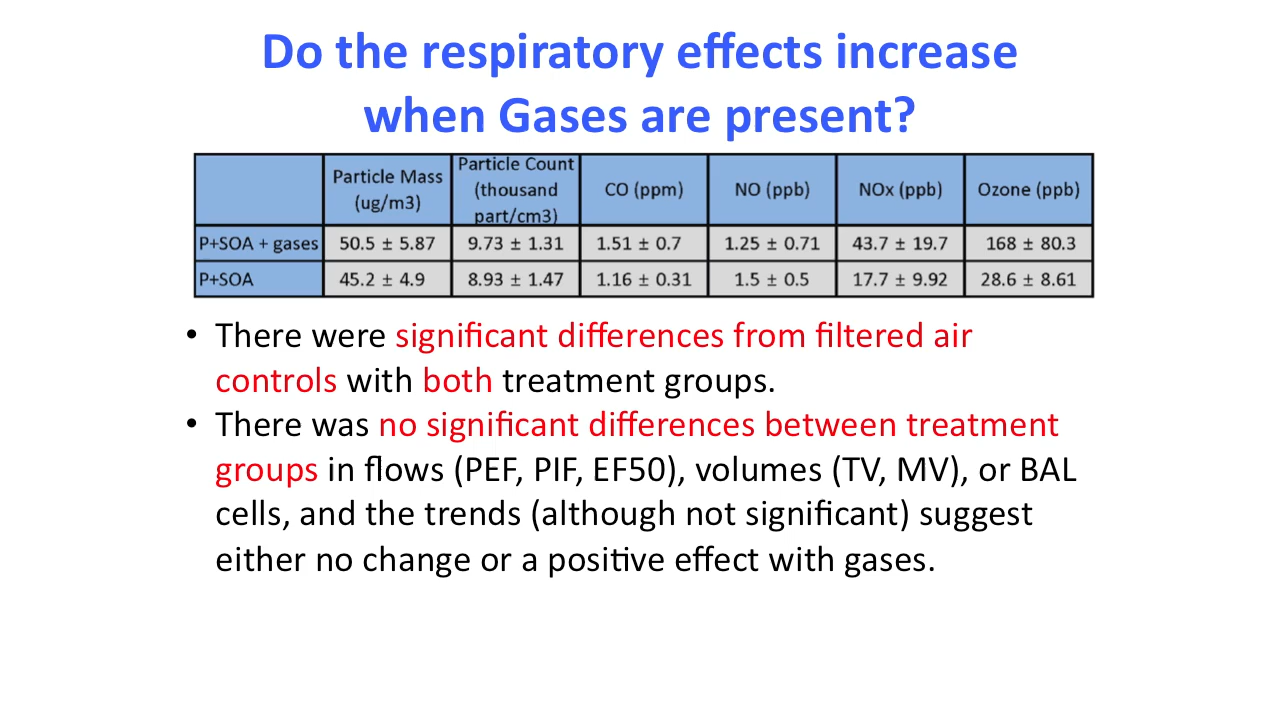 Do the respiratory effects increase
when Gases are present?
Particle Mass (ug/m3) Particle Count (thousand part/cm3) CO (ppm) NO (ppb) NOx (ppb) Ozone (ppb)
P+SOA + gases 50.5 ± 5.87 9.73 ± 1.31 1.51 ± 0.7 1.25 ± 0.71 43.7 ± 19.7 168 ± 80.3
P+SOA 45.2 ± 4.9 8.93 ± 1.47 1.16 ± 0.31 1.5 ± 0.5 17.7 ± 9.92 28.6 ± 8.61
• There were significant differences from filtered air
controls with both treatment groups.
• There was no significant differences between treatment
groups in flows (PEF, PIF, EF50), volumes (TV, MV), or BAL
cells, and the trends (although not significant) suggest
either no change or a positive effect with gases.